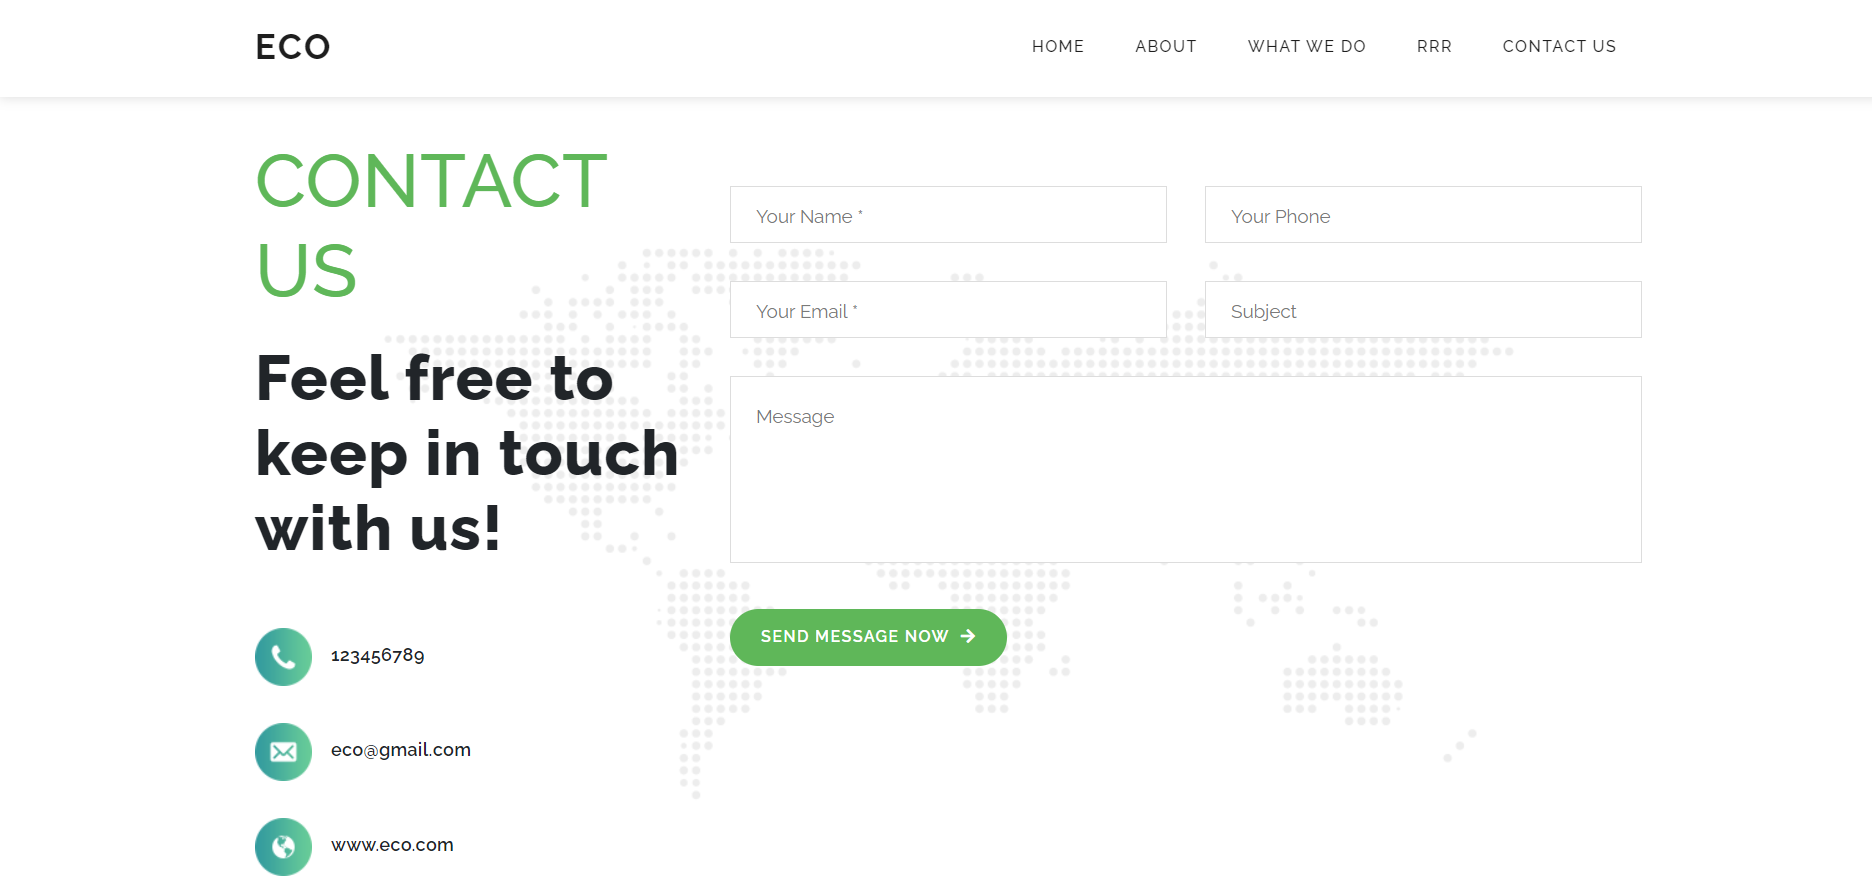 ECO
HOME ABOUT WHAT WE DO RRR CONTACT US
CONTACT
US
Feel free to
keep in touch
with us!
123456789
eco@gmail.com
www.eco.com
Your Name * Your Phone
Your Email * Subject
Message
SEND MESSAGE NOW